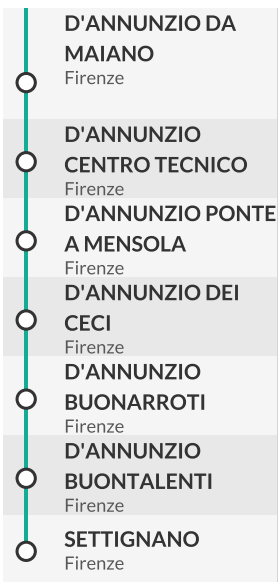 D'ANNUNZIO DA
MAIANO
Firenze
D'ANNUNZIO
CENTRO TECNICO
Firenze
D'ANNUNZIO PONTE
A MENSOLA
Firenze
D'ANNUNZIO DEI
CECI
Firenze
D'ANNUNZIO
BUONARROTI
Firenze
D'ANNUNZIO
BUONTALENTI
Firenze
SETTIGNANO
Firenze